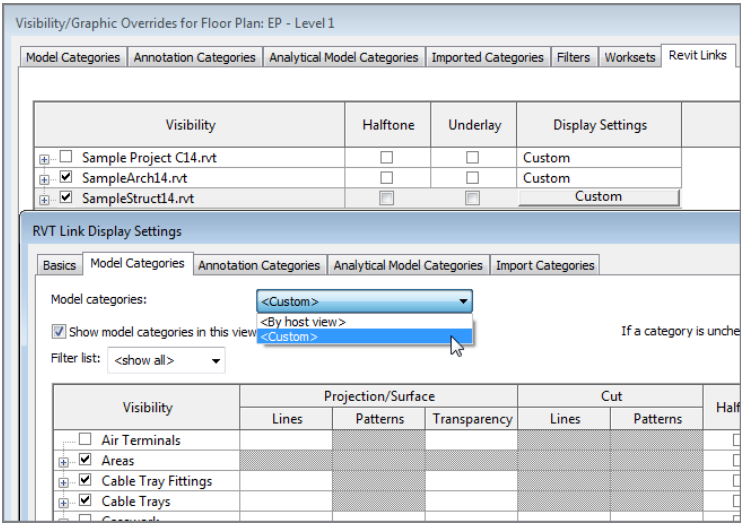 Visibility/Graphic Overrides for Floor Plan: EP - Level 1
Model Categories Annotation Categories Analytical Model Categories Imported Categories Filters Worksets Revit Links
Visibility Halftone Underlay Display Settings
Sample Project C14.rvt Custom
SampleArch14.rvt Custom
SampleStruct14.rvt Custom
RVT Link Display Settings
Basics Model Categories Annotation Categories Analytical Model Categories Import Categories
Model categories: <Custom>
<By host view>
Show model categories in this view <Custom> If a category is unche
Filter list: <show all>
Visibility Projection/Surface Cut Half
Lines Patterns Transparency Lines Patterns
Air Terminals
Areas
Cable Tray Fittings
Cable Trays